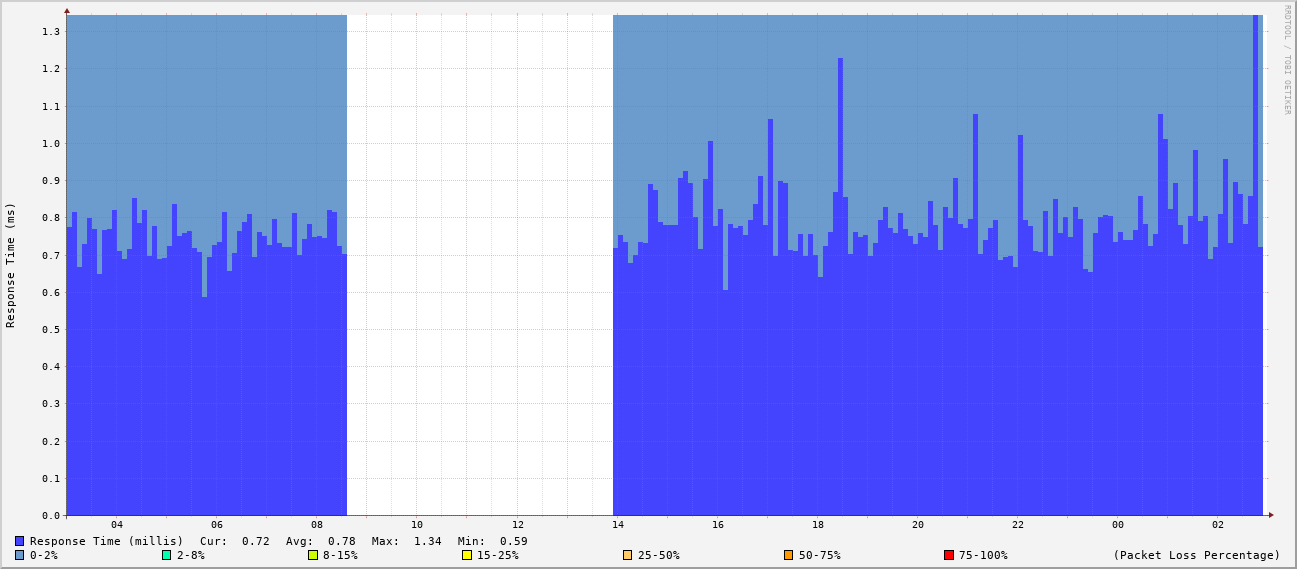 RRDTOOL / TOBI OETIKER
Response Time (ms)
1.3
1.2
1.1
1.0
0.9
0.8
0.7
0.6
0.5
0.4
0.3
0.2
0.1
0.0
04 06 08 10 12 14 16 18 20 22 00 02
Response Time (millis) Cur: 0.72 Avg: 0.78 Max: 1.34 Min: 0.59
0-2% 2-8% 8-15% 15-25% 25-50% 50-75% 75-100% (Packet Loss Percentage)